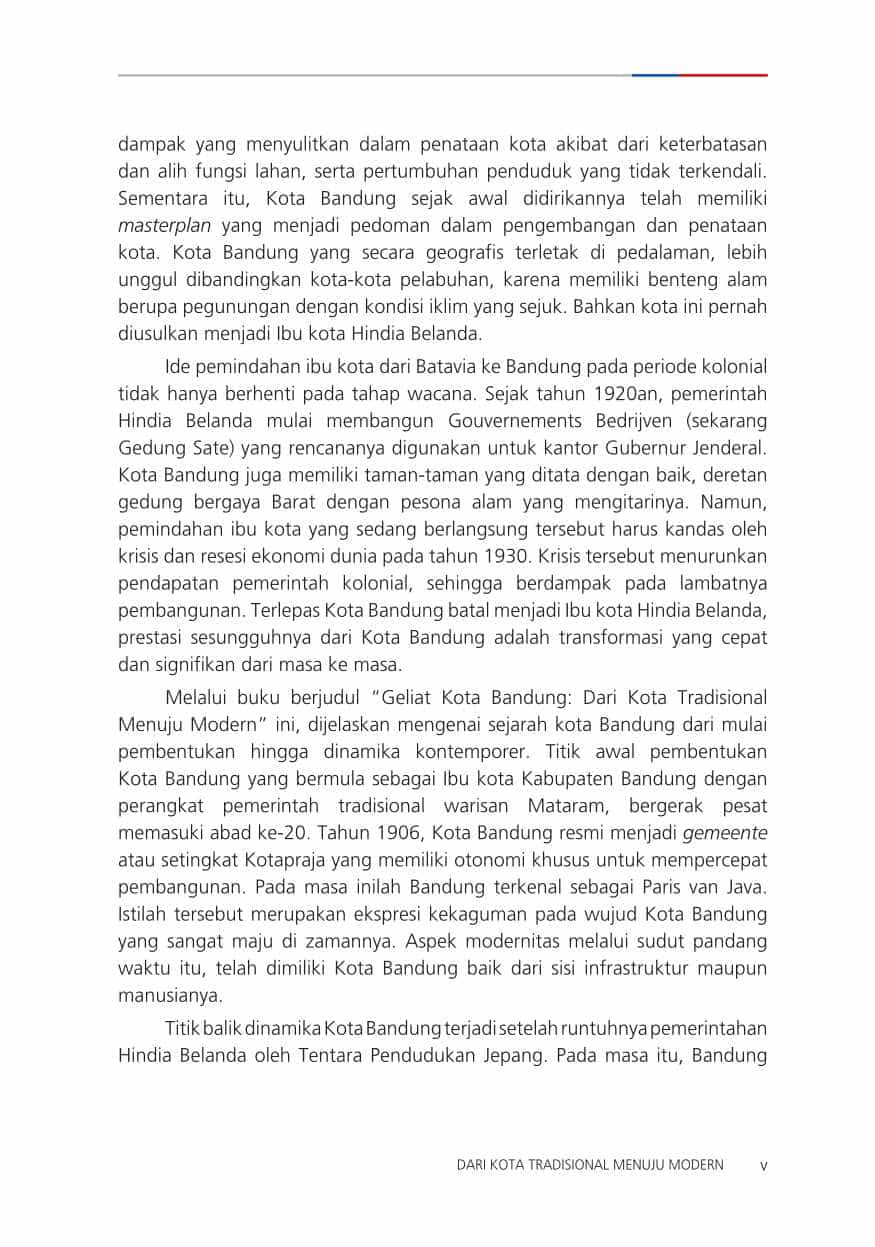 dampak yang menyulitkan dalam penataan kota akibat dari keterbatasan
dan alih fungsi lahan, serta pertumbuhan penduduk yang tidak terkendali.
Sementara itu, Kota Bandung sejak awal didirikannya telah memiliki
masterplan yang menjadi pedoman dalam pengembangan dan penataan
kota. Kota Bandung yang secara geografis terletak di pedalaman, lebih
unggul dibandingkan kota-kota pelabuhan, karena memiliki benteng alam
berupa pegunungan dengan kondisi iklim yang sejuk. Bahkan kota ini pernah
diusulkan menjadi Ibu kota Hindia Belanda.
Ide pemindahan ibu kota dari Batavia ke Bandung pada periode kolonial
tidak hanya berhenti pada tahap wacana. Sejak tahun 1920an, pemerintah
Hindia Belanda mulai membangun Gouvernements Bedrijven (sekarang
Gedung Sate) yang rencananya digunakan untuk kantor Gubernur Jenderal.
Kota Bandung juga memiliki taman-taman yang ditata dengan baik, deretan
gedung bergaya Barat dengan pesona alam yang mengitarinya. Namun,
pemindahan ibu kota yang sedang berlangsung tersebut harus kandas oleh
krisis dan resesi ekonomi dunia pada tahun 1930. Krisis tersebut menurunkan
pendapatan pemerintah kolonial, sehingga berdampak pada lambatnya
pembangunan. Terlepas Kota Bandung batal menjadi Ibu kota Hindia Belanda,
prestasi sesungguhnya dari Kota Bandung adalah transformasi yang cepat
dan signifikan dari masa ke masa.
Melalui buku berjudul “Geliat Kota Bandung: Dari Kota Tradisional
Menuju Modern” ini, dijelaskan mengenai sejarah kota Bandung dari mulai
pembentukan hingga dinamika kontemporer. Titik awal pembentukan
Kota Bandung yang bermula sebagai Ibu kota Kabupaten Bandung dengan
perangkat pemerintah tradisional warisan Mataram, bergerak pesat
memasuki abad ke-20. Tahun 1906, Kota Bandung resmi menjadi gemeente
atau setingkat Kotapraja yang memiliki otonomi khusus untuk mempercepat
pembangunan. Pada masa inilah Bandung terkenal sebagai Paris van Java.
Istilah tersebut merupakan ekspresi kekaguman pada wujud Kota Bandung
yang sangat maju di zamannya. Aspek modernitas melalui sudut pandang
waktu itu, telah dimiliki Kota Bandung baik dari sisi infrastruktur maupun
manusianya.
Titik balik dinamika Kota Bandung terjadi setelah runtuhnya pemerintahan
Hindia Belanda oleh Tentara Pendudukan Jepang. Pada masa itu, Bandung
DARI KOTA TRADISIONAL MENUJU MODERN v